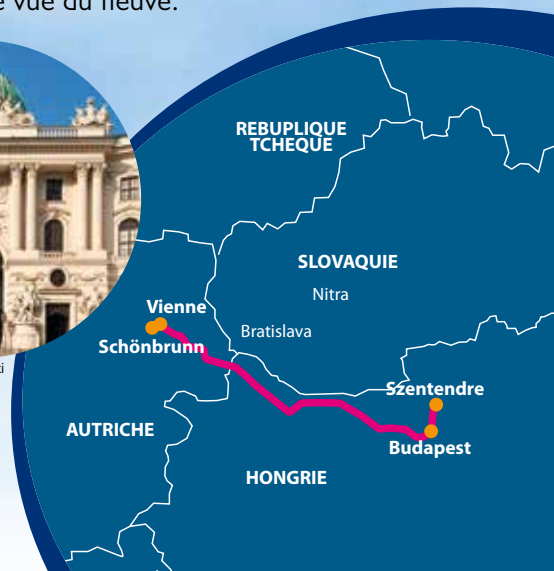 vue du fleuve.
REBUPLIQUE
TCHEQUE
SLOVAQUIE
Nitra
Vienne
Bratislava
Schönbrunn
Szentendre
AUTRICHE
Budapest
HONGRIE